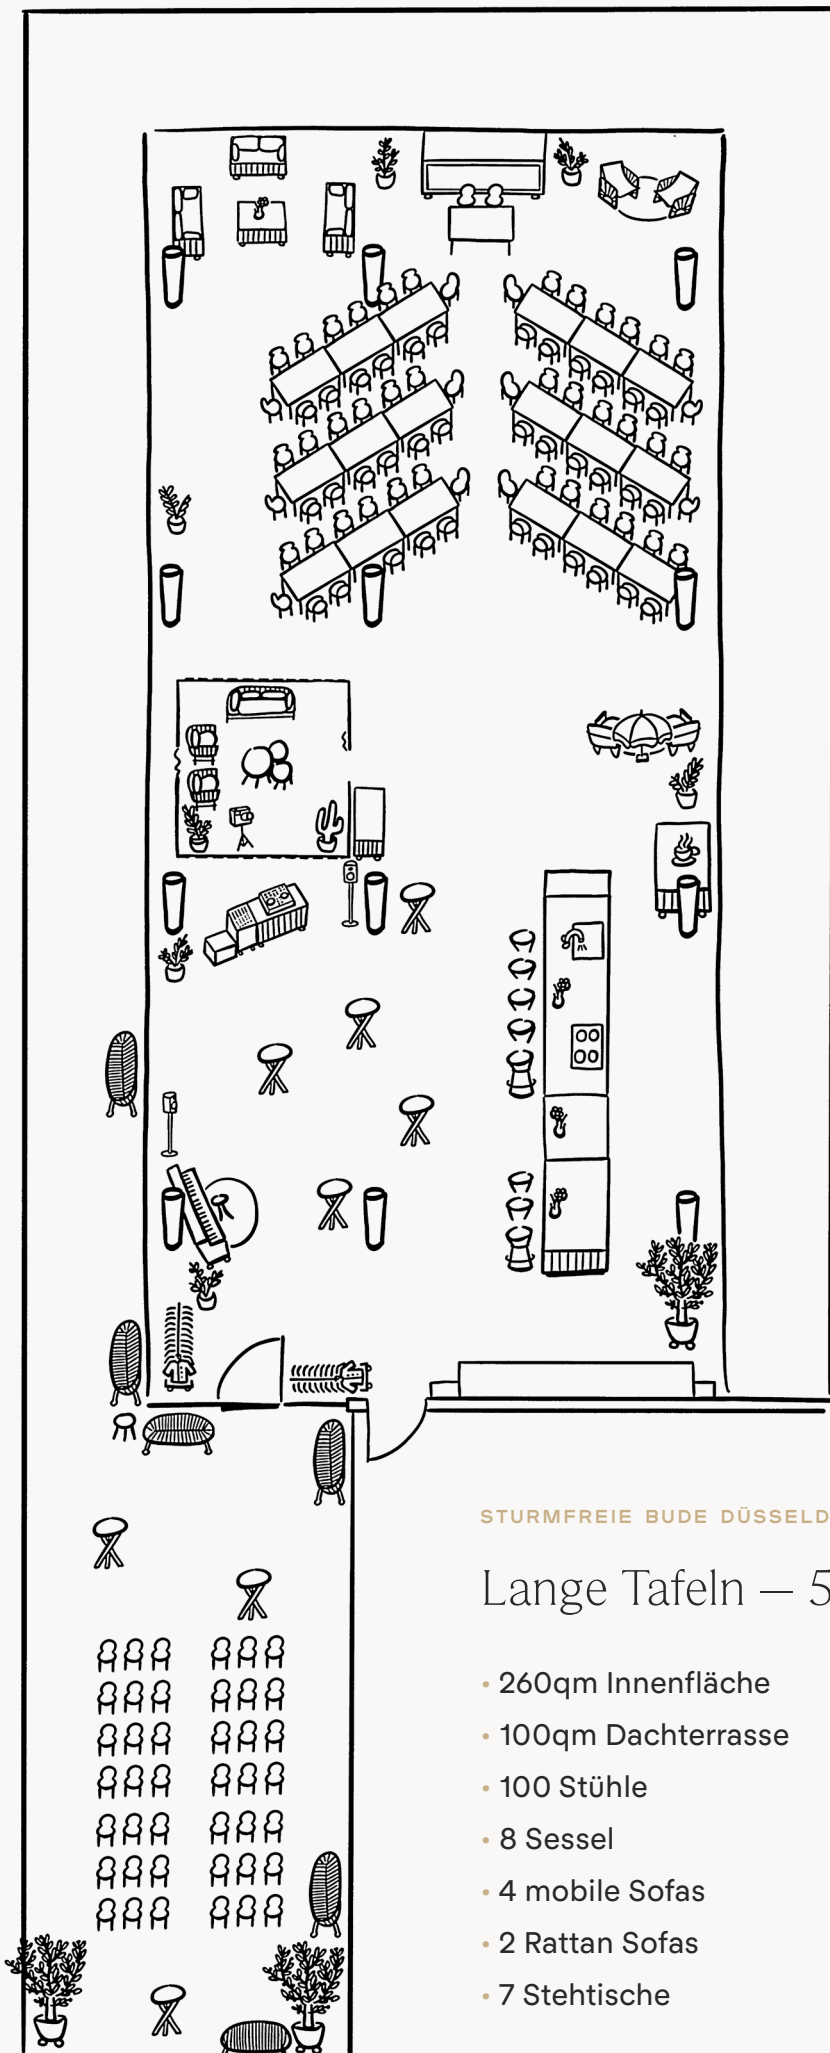 STURMFREIE BUDE DÜSSELD
Lange Tafeln — 5
• 260qm Innenfläche
• 100qm Dachterrasse
• 100 Stühle
• 8 Sessel
• 4 mobile Sofas
• 2 Rattan Sofas
• 7 Stehtische